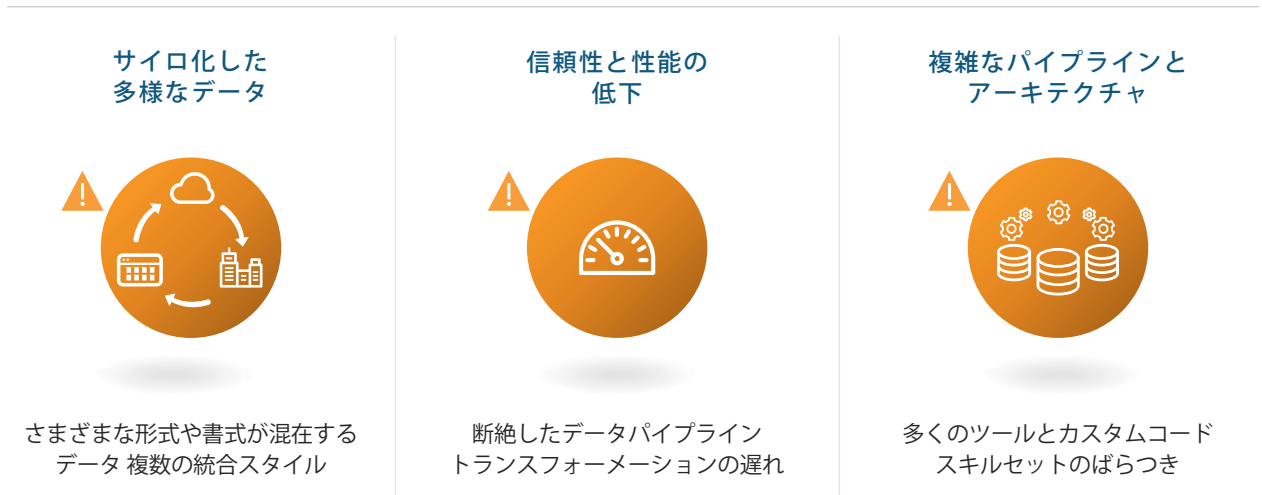 サイロ化した
多様なデータ
さまざまな形式や書式が混在する
データ 複数の統合スタイル
信頼性と性能の
低下
断絶したデータパイプライン
トランスフォーメーションの遅れ
複雑なパイプラインと
アーキテクチャ
多くのツールとカスタムコード
スキルセットのばらつき